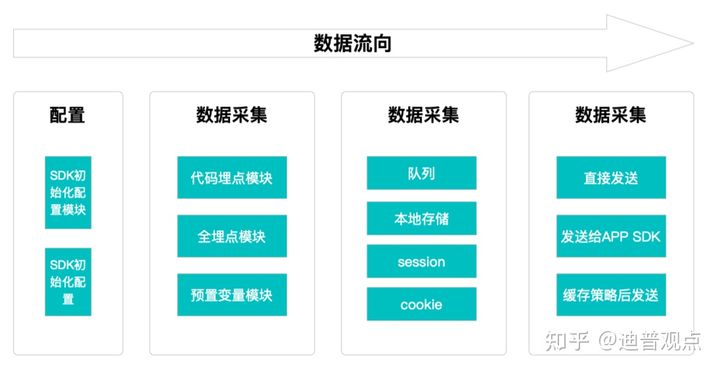 数据流向
配置
SDK初
始化配
置模块
SDK初
始化配
置
数据采集
代码埋点模块
全埋点模块
预置变量模块
数据采集
队列
本地存储
session
cookie
数据采集
直接发送
发送给APP SDK
缓存策略后发送
知乎 @迪普观点